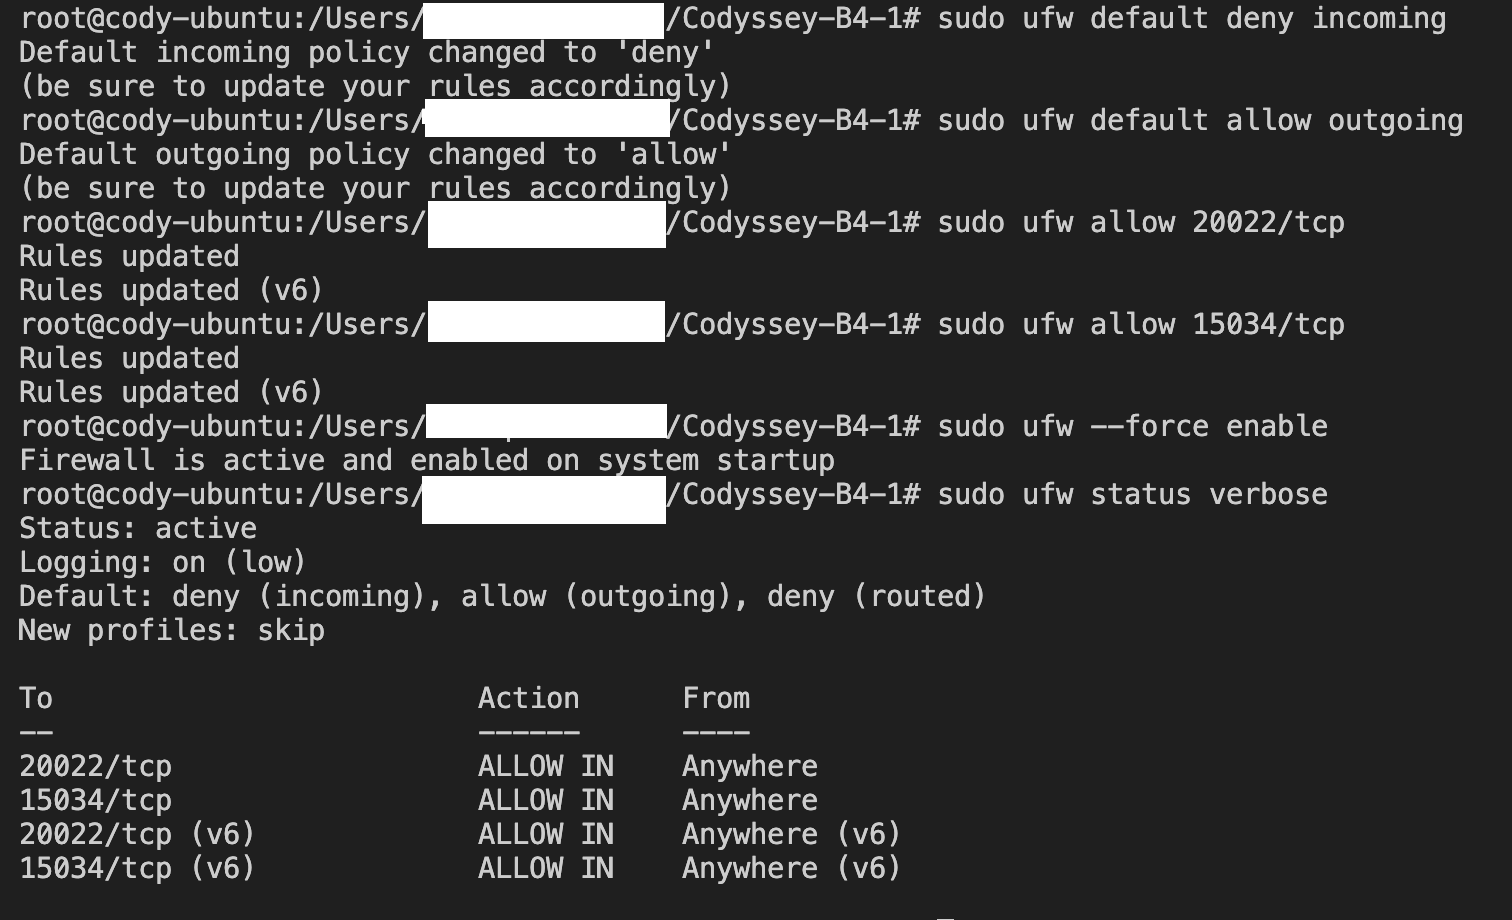 root@cody-ubuntu:/Users/ /Codyssey-B4-1# sudo ufw default deny incoming
Default incoming policy changed to 'deny'
(be sure to update your rules accordingly)
root@cody-ubuntu:/Users/ /Codyssey-B4-1# sudo ufw default allow outgoing
Default outgoing policy changed to 'allow'
(be sure to update your rules accordingly)
root@cody-ubuntu:/Users/ /Codyssey-B4-1# sudo ufw allow 20022/tcp
Rules updated
Rules updated (v6)
root@cody-ubuntu:/Users/ /Codyssey-B4-1# sudo ufw allow 15034/tcp
Rules updated
Rules updated (v6)
root@cody-ubuntu:/Users/ /Codyssey-B4-1# sudo ufw --force enable
Firewall is active and enabled on system startup
root@cody-ubuntu:/Users/ /Codyssey-B4-1# sudo ufw status verbose
Status: active
Logging: on (low)
Default: deny (incoming), allow (outgoing), deny (routed)
New profiles: skip

To                         Action      From
--                         ------      ----
20022/tcp                  ALLOW IN    Anywhere
15034/tcp                  ALLOW IN    Anywhere
20022/tcp (v6)             ALLOW IN    Anywhere (v6)
15034/tcp (v6)             ALLOW IN    Anywhere (v6)